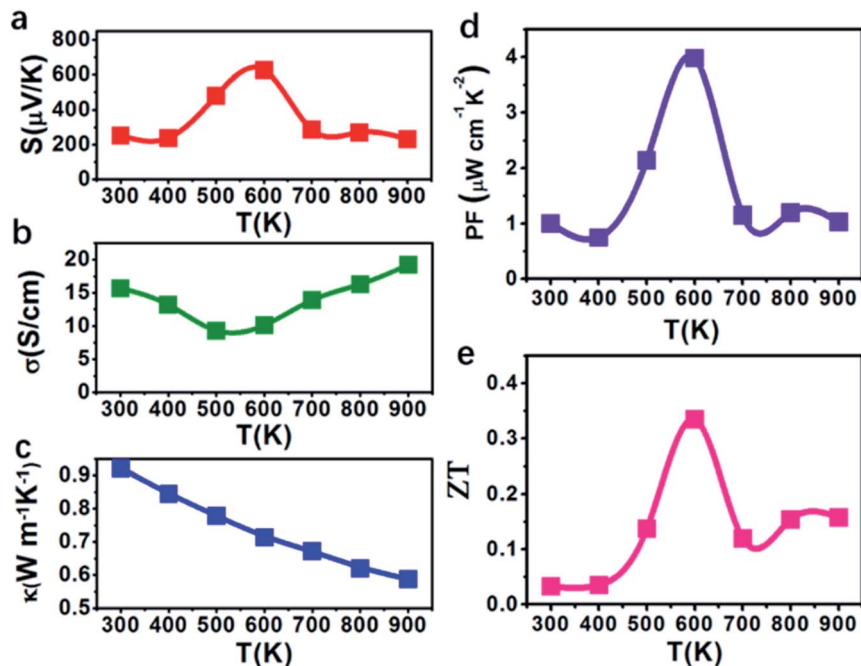 a
800
600
400
200
0
S(μV/K)
300 400 500 600 700 800 900
T(K)
b
20
15
10
5
0
σ(S/cm)
300 400 500 600 700 800 900
T(K)
c
0.9
0.8
0.7
0.6
0.5
κ(W m⁻¹K⁻¹)
300 400 500 600 700 800 900
T(K)
d
4
3
2
1
0
PF (μW cm⁻¹K⁻²)
300 400 500 600 700 800 900
T(K)
e
0.4
0.3
0.2
0.1
0.0
ZT
300 400 500 600 700 800 900
T(K)